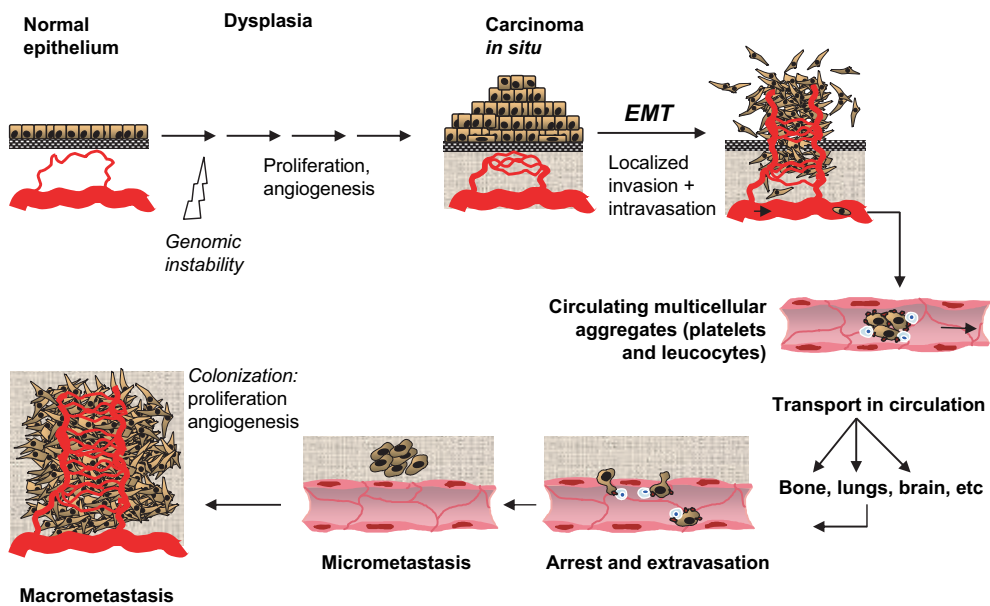 Normal
epithelium
Dysplasia
Carcinoma
in situ
Genomic
instability
Proliferation,
angiogenesis
EMT
Localized
invasion +
intravasation
Circulating multicellular
aggregates (platelets
and leucocytes)
Transport in circulation
Bone, lungs, brain, etc
Arrest and extravasation
Micrometastasis
Colonization:
proliferation
angiogenesis
Macrometastasis